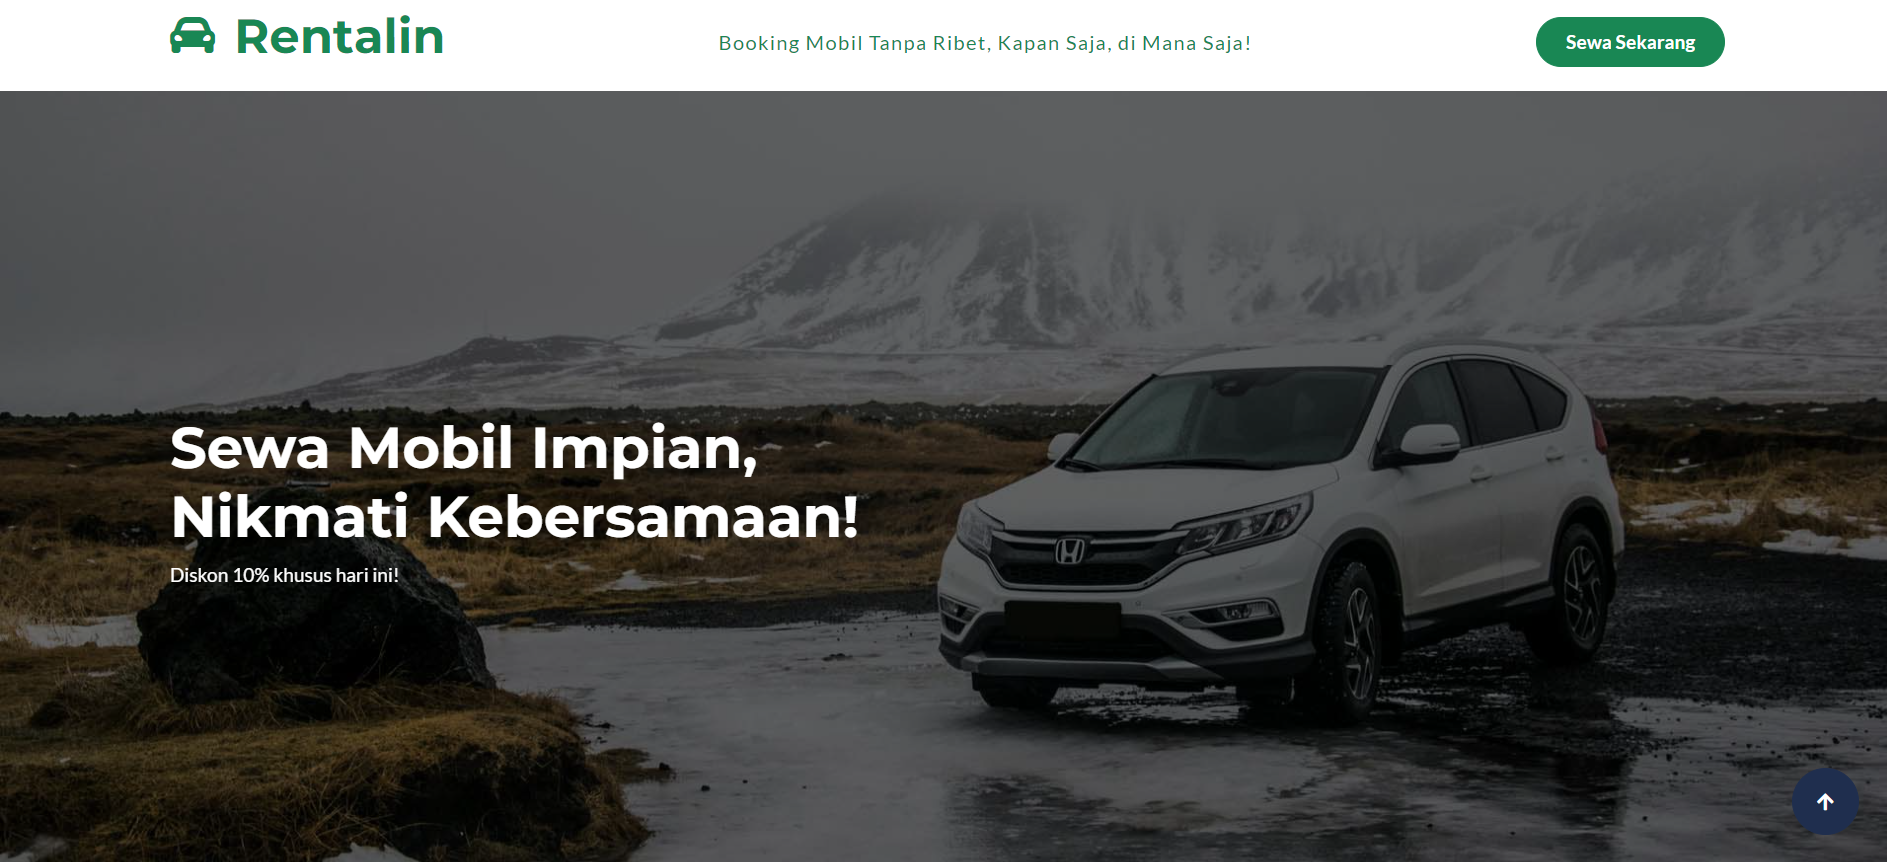 Rentalin
Booking Mobil Tanpa Ribet, Kapan Saja, di Mana Saja!
Sewa Sekarang
Sewa Mobil Impian,
Nikmati Kebersamaan!
Diskon 10% khusus hari ini!